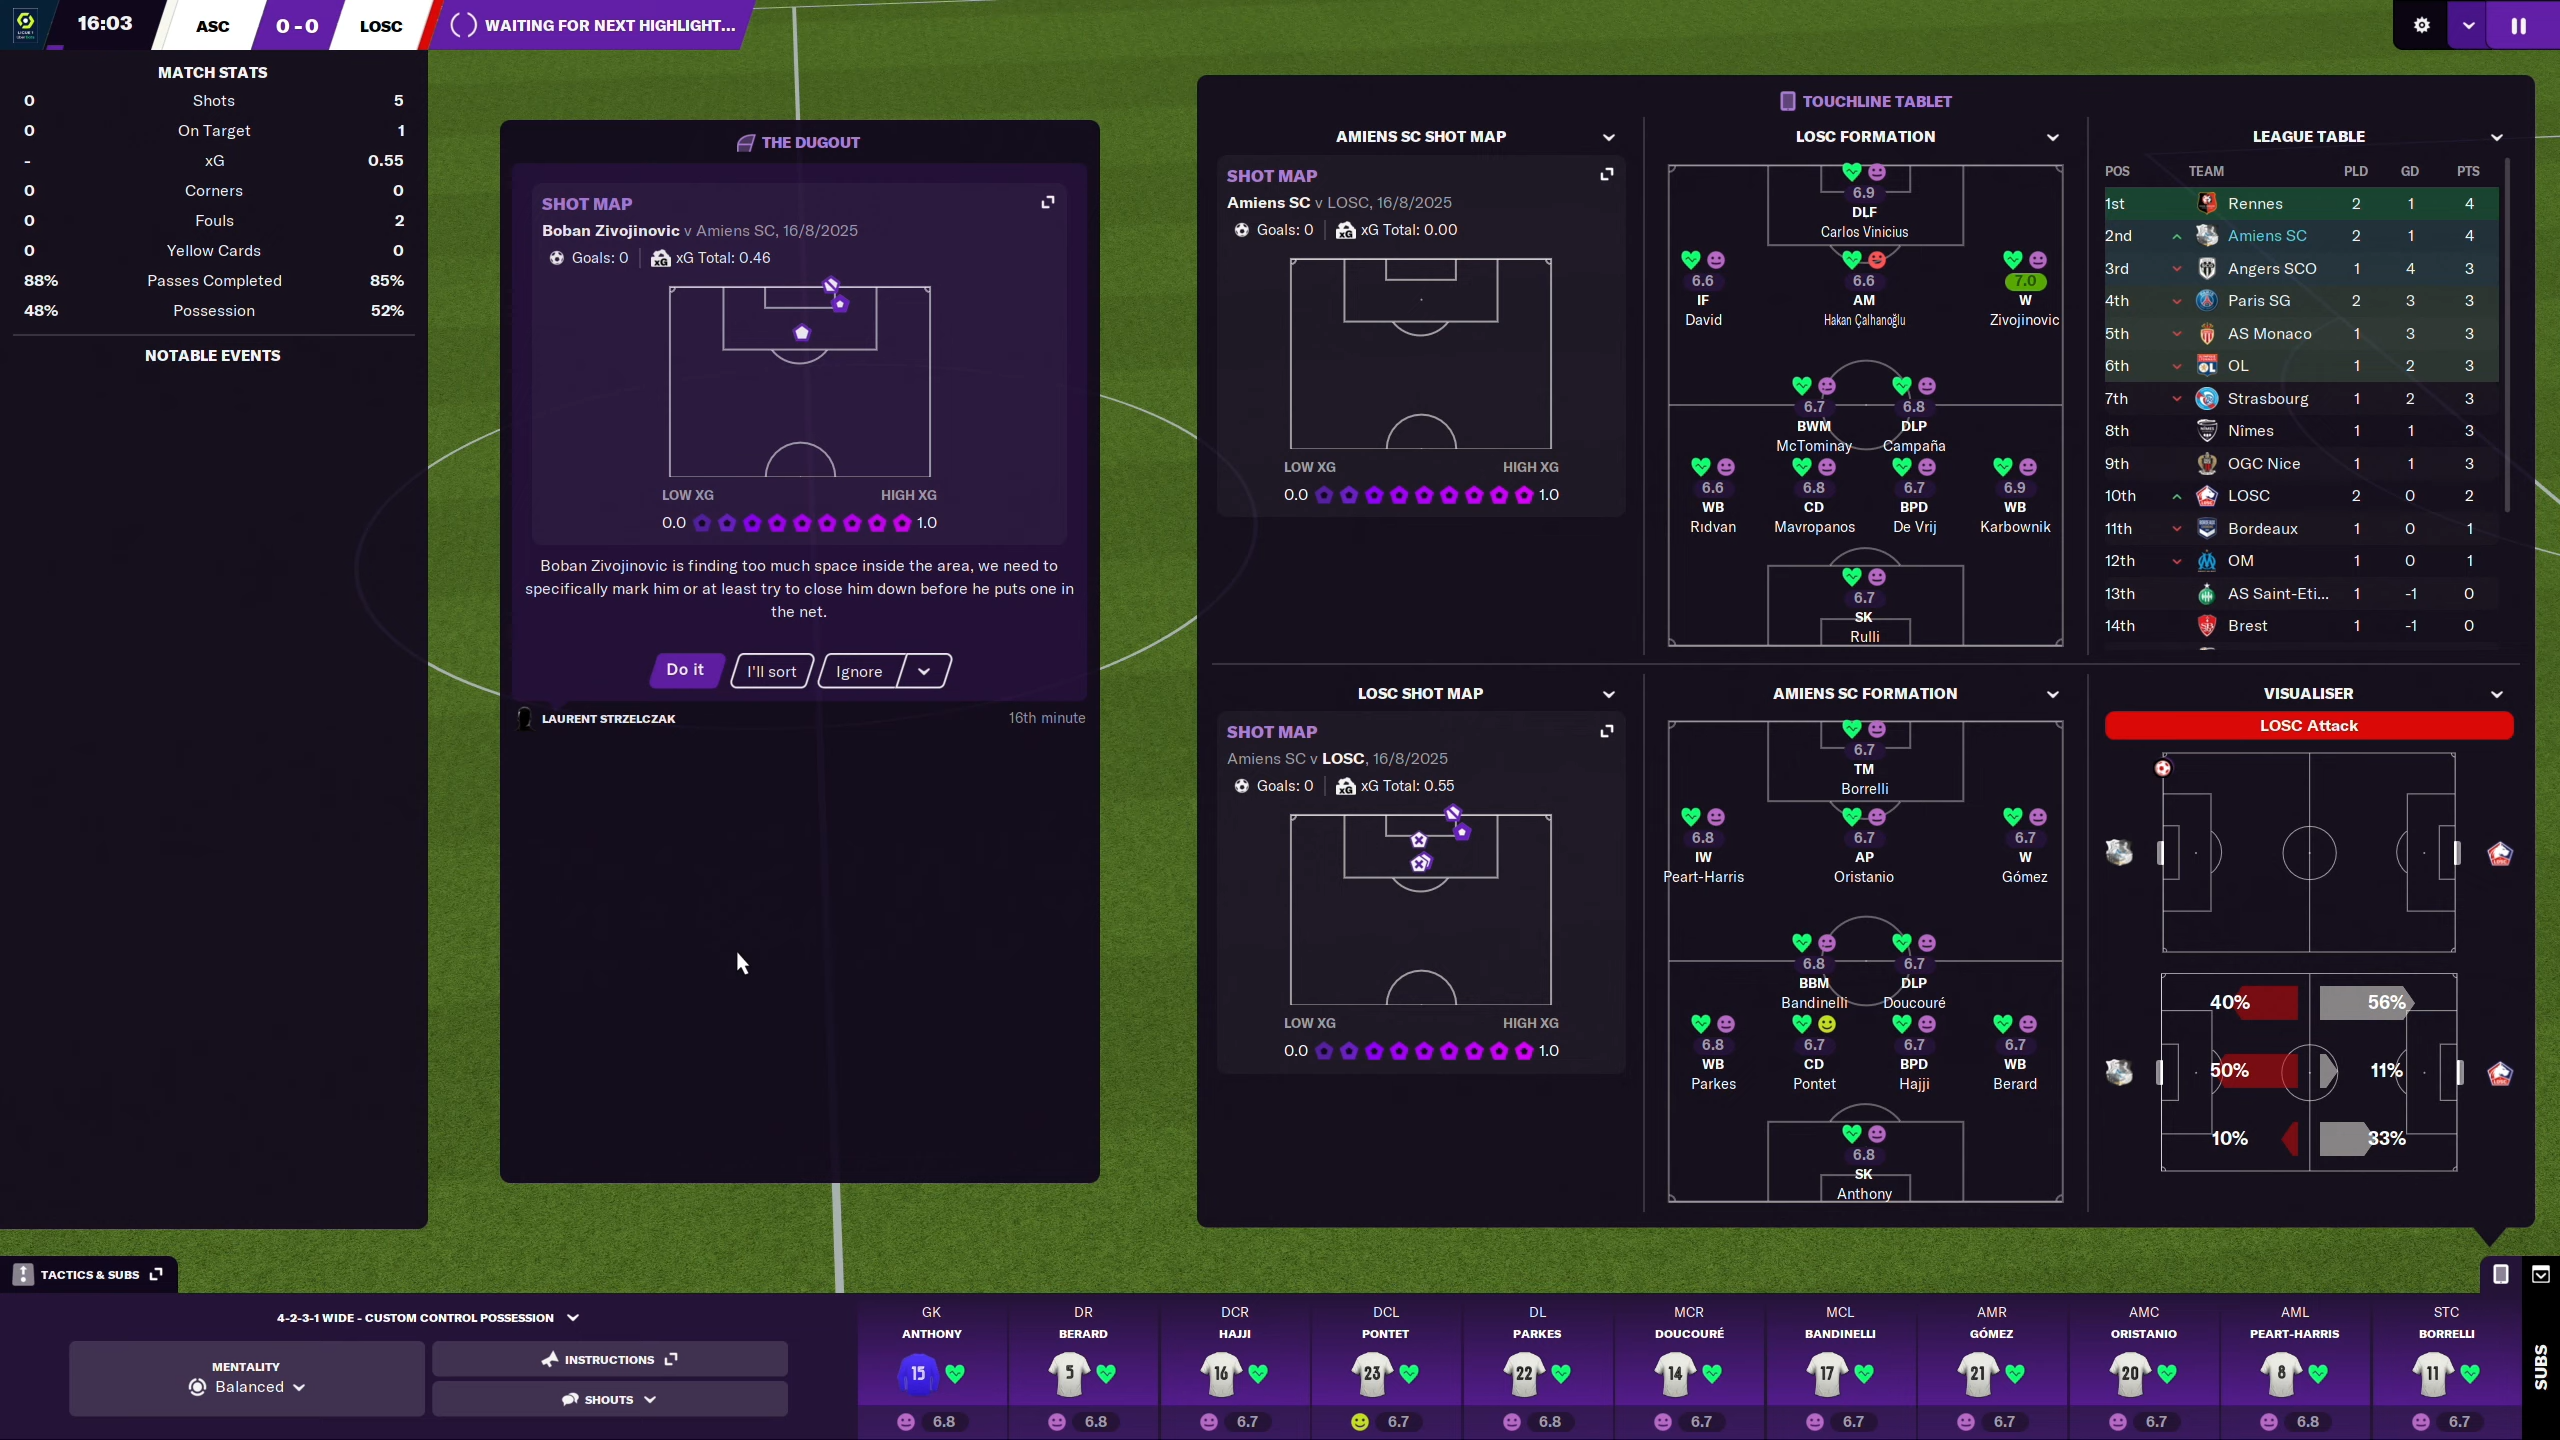 16:03
ASC
0 - 0
LOSC
WAITING FOR NEXT HIGHLIGHT...
MATCH STATS
0 Shots 5
0 On Target 1
- xG 0.55
0 Corners 0
0 Fouls 2
0 Yellow Cards 0
88% Passes Completed 85%
48% Possession 52%
NOTABLE EVENTS
THE DUGOUT
SHOT MAP
Boban Zivojinovic v Amiens SC, 16/8/2025
Goals: 0 xG xG Total: 0.46
LOW XG HIGH XG
0.0 1.0
Boban Zivojinovic is finding too much space inside the area, we need to
specifically mark him or at least try to close him down before he puts one in
the net.
Do it I'll sort Ignore
LAURENT STRZELCZAK 16th minute
TOUCHLINE TABLET
AMIENS SC SHOT MAP
SHOT MAP
Amiens SC v LOSC, 16/8/2025
Goals: 0 xG xG Total: 0.00
LOW XG HIGH XG
0.0 1.0
LOSC FORMATION
6.9
DLF
Carlos Vinicius
6.6 6.6 7.0
IF AM W
David Hakan Çalhanoğlu Zivojinovic
6.7 6.8
BWM DLP
McTominay Campaña
6.6 6.8 6.7 6.9
WB CD BPD WB
Rıdvan Mavropanos De Vrij Karbownik
6.7
SK
Rulli
LEAGUE TABLE
POS TEAM PLD GD PTS
1st Rennes 2 1 4
2nd Amiens SC 2 1 4
3rd Angers SCO 1 4 3
4th Paris SG 2 3 3
5th AS Monaco 1 3 3
6th OL 1 2 3
7th Strasbourg 1 2 3
8th Nîmes 1 1 3
9th OGC Nice 1 1 3
10th LOSC 2 0 2
11th Bordeaux 1 0 1
12th OM 1 0 1
13th AS Saint-Eti... 1 -1 0
14th Brest 1 -1 0
LOSC SHOT MAP
SHOT MAP
Amiens SC v LOSC, 16/8/2025
Goals: 0 xG xG Total: 0.55
LOW XG HIGH XG
0.0 1.0
AMIENS SC FORMATION
6.7
TM
Borrelli
6.8 6.7 6.7
IW AP W
Peart-Harris Oristanio Gómez
6.8 6.7
BBM DLP
Bandinelli Doucouré
6.8 6.7 6.7 6.7
WB CD BPD WB
Parkes Pontet Hajji Berard
6.8
SK
Anthony
VISUALISER
LOSC Attack
40% 56%
50% 11%
10% 33%
TACTICS & SUBS
4-2-3-1 WIDE - CUSTOM CONTROL POSSESSION
MENTALITY
Balanced
INSTRUCTIONS
SHOUTS
GK DR DCR DCL DL MCR MCL AMR AMC AML STC
ANTHONY BERARD HAJJI PONTET PARKES DOUCOURÉ BANDINELLI GÓMEZ ORISTANIO PEART-HARRIS BORRELLI
15 5 16 23 22 14 17 21 20 8 11
6.8 6.8 6.7 6.7 6.8 6.7 6.7 6.7 6.7 6.8 6.7
SUBS